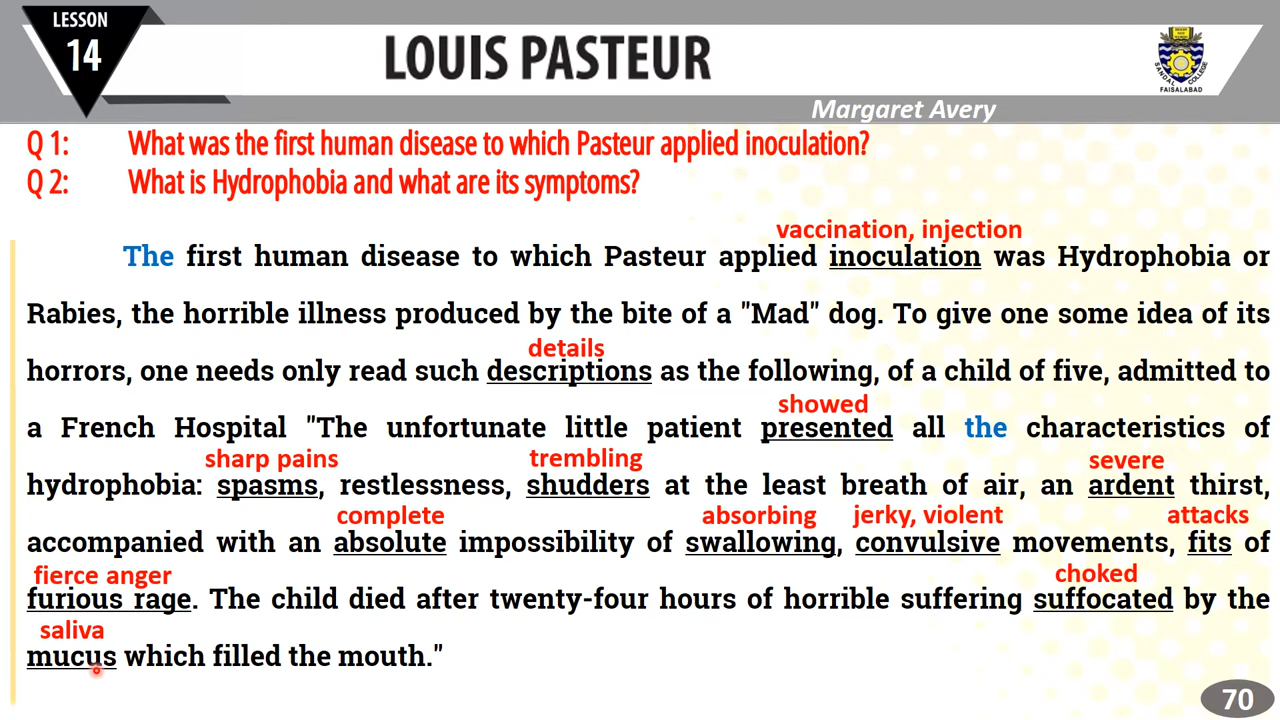 LESSON
14
LOUIS PASTEUR
SANDAL COLLEGE
FAISALABAD
Margaret Avery
Q 1: What was the first human disease to which Pasteur applied inoculation?
Q 2: What is Hydrophobia and what are its symptoms?
vaccination, injection
The first human disease to which Pasteur applied inoculation was Hydrophobia or
Rabies, the horrible illness produced by the bite of a "Mad" dog. To give one some idea of its
details
horrors, one needs only read such descriptions as the following, of a child of five, admitted to
showed
a French Hospital "The unfortunate little patient presented all the characteristics of
sharp pains trembling severe
hydrophobia: spasms, restlessness, shudders at the least breath of air, an ardent thirst,
complete absorbing jerky, violent attacks
accompanied with an absolute impossibility of swallowing, convulsive movements, fits of
fierce anger choked
furious rage. The child died after twenty-four hours of horrible suffering suffocated by the
saliva
mucus which filled the mouth."
70